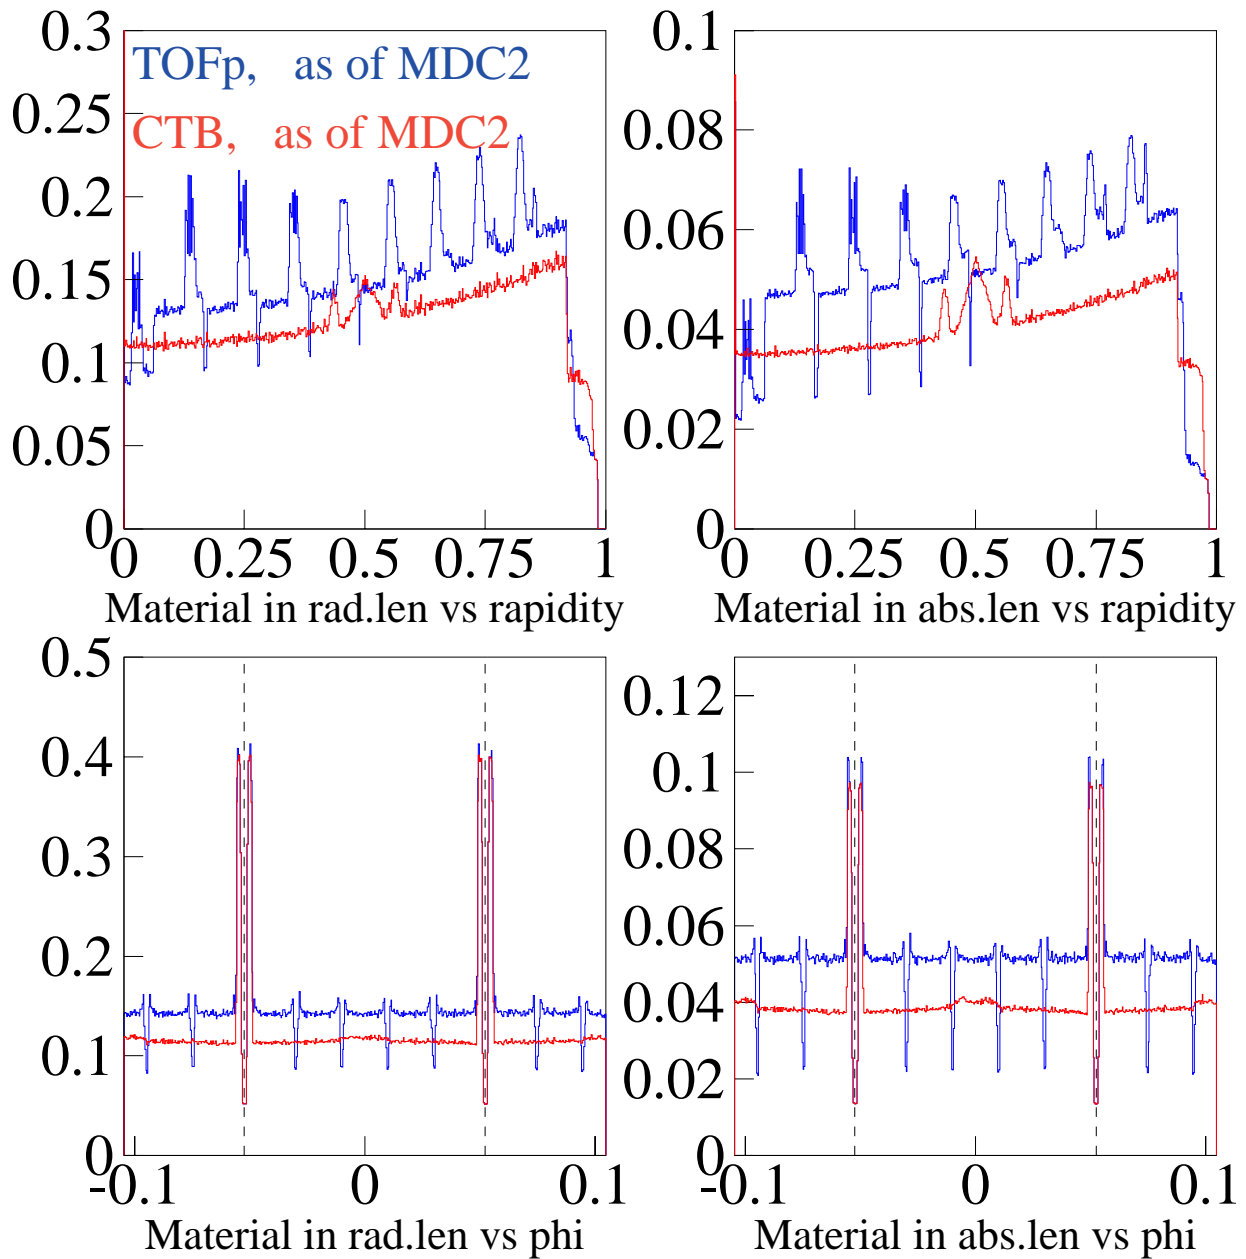 TOFp, as of MDC2
CTB, as of MDC2
0.3
0.25
0.2
0.15
0.1
0.05
0
0 0.25 0.5 0.75 1
Material in rad.len vs rapidity
0.1
0.08
0.06
0.04
0.02
0
0 0.25 0.5 0.75 1
Material in abs.len vs rapidity
0.5
0.4
0.3
0.2
0.1
0
-0.1 0 0.1
Material in rad.len vs phi
0.12
0.1
0.08
0.06
0.04
0.02
0
-0.1 0 0.1
Material in abs.len vs phi